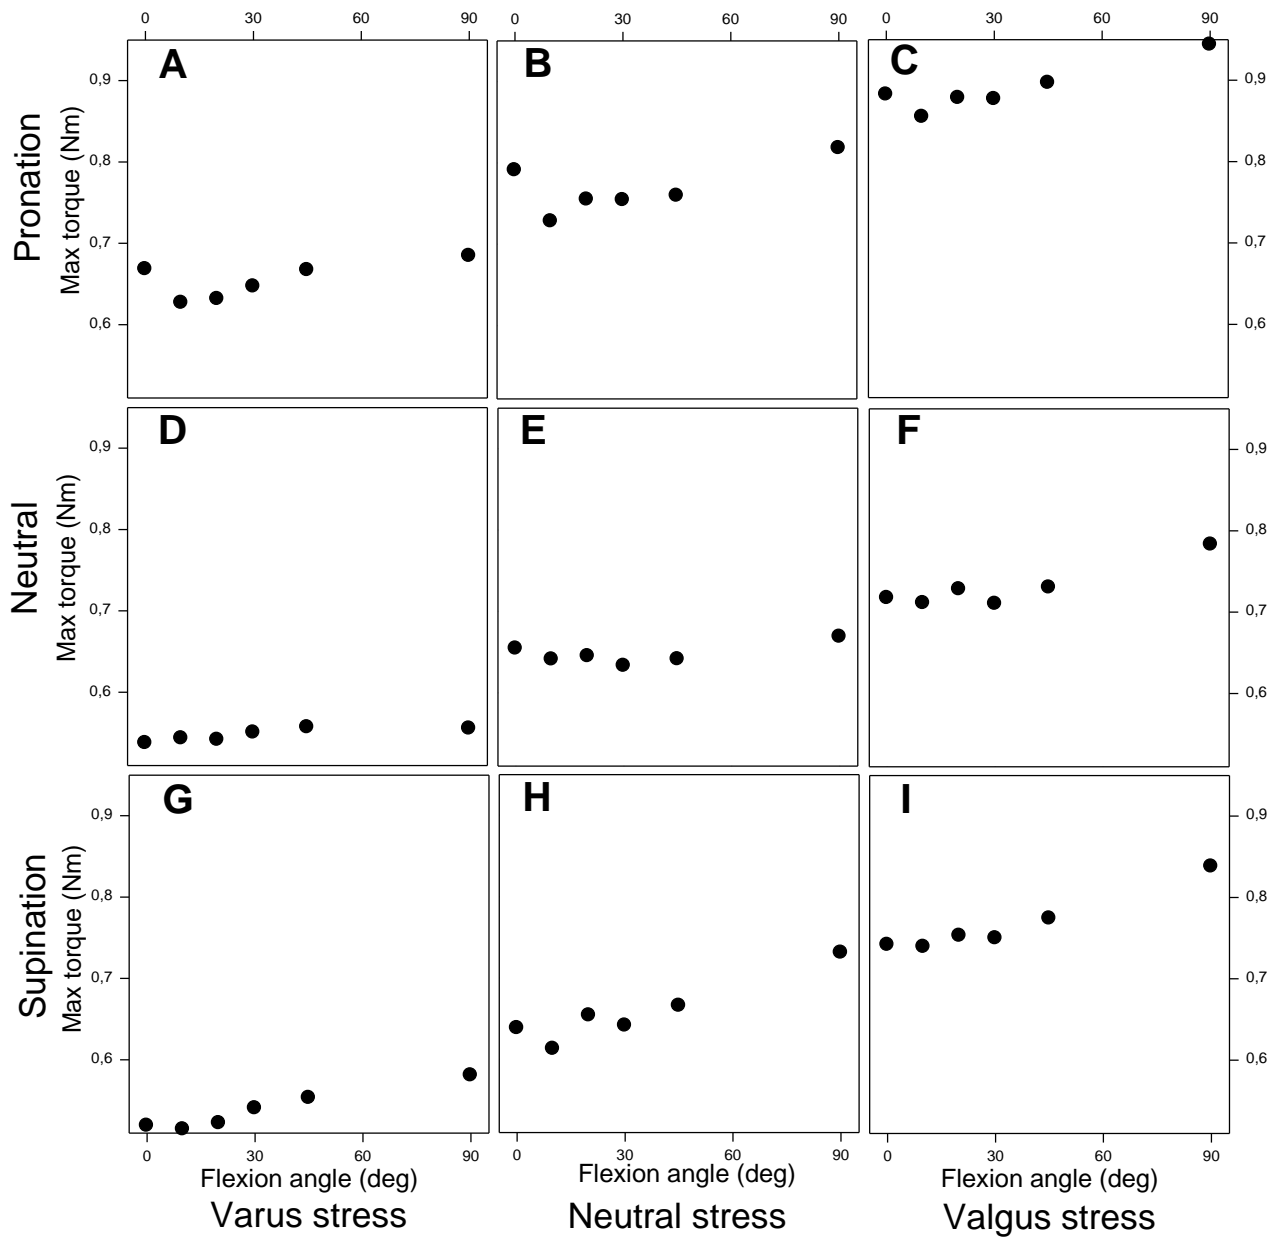 0 30 60 90 0 30 60 90 0 30 60 90
A B C
Pronation
Max torque (Nm)
0,9 0,9
0,8 0,8
0,7 0,7
0,6 0,6
D E F
Neutral
Max torque (Nm)
0,9 0,9
0,8 0,8
0,7 0,7
0,6 0,6
G H I
Supination
Max torque (Nm)
0,9 0,9
0,8 0,8
0,7 0,7
0,6 0,6
0 30 60 90 0 30 60 90 0 30 60 90
Flexion angle (deg) Flexion angle (deg) Flexion angle (deg)
Varus stress Neutral stress Valgus stress